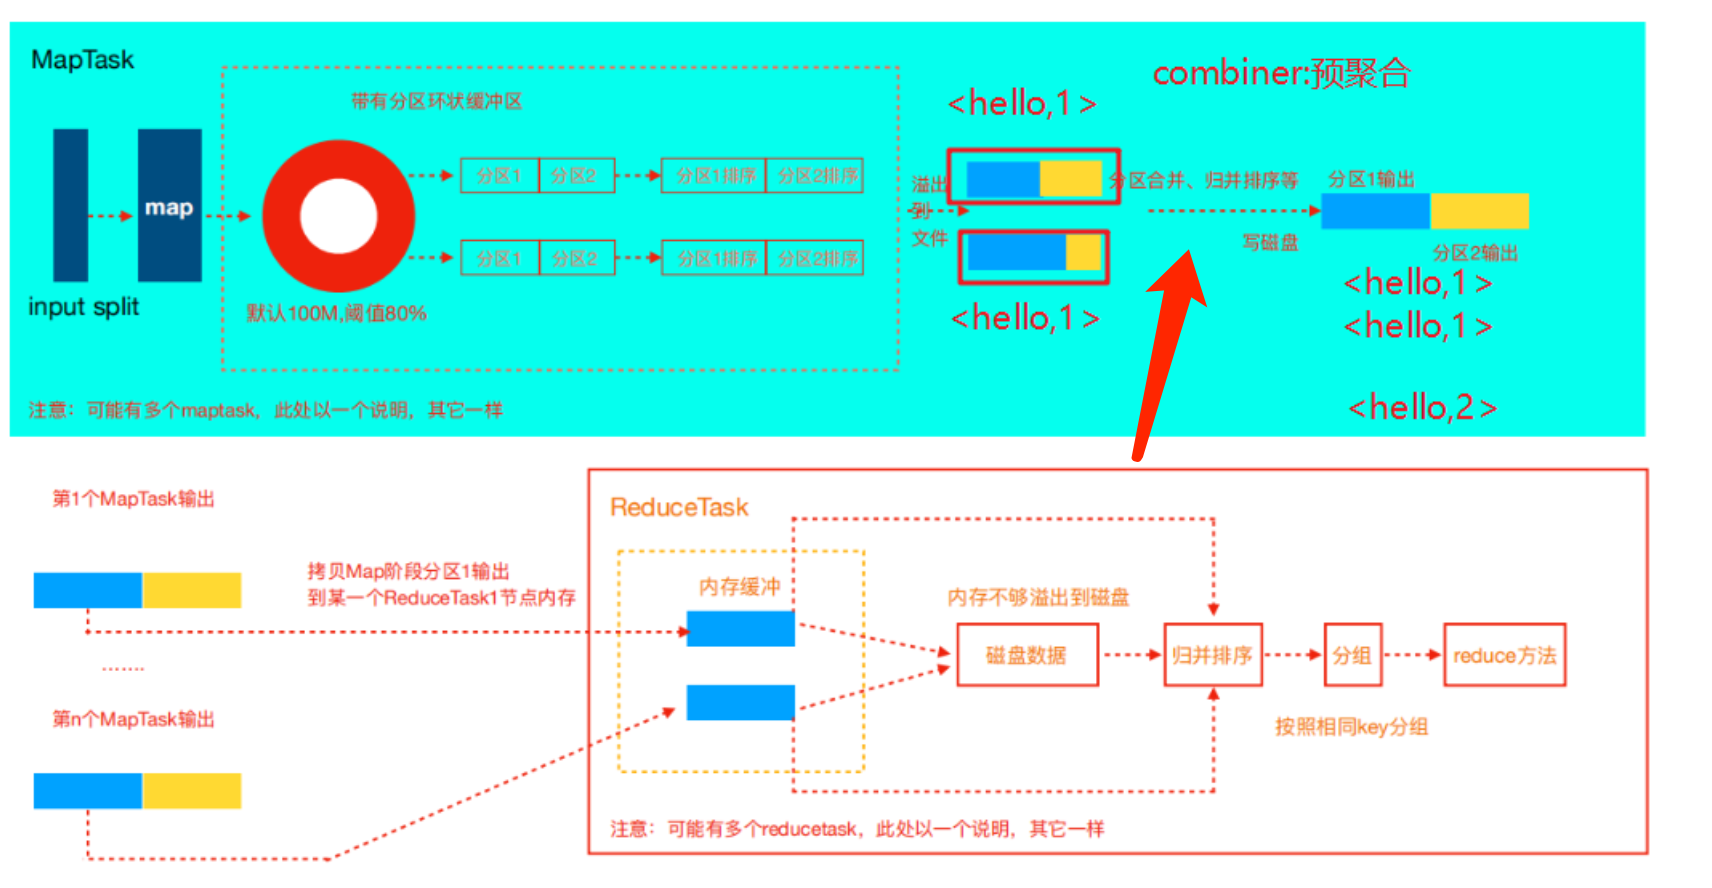 MapTask
combiner:预聚合
带有分区环状缓冲区
<hello,1>
map
分区1
分区2
分区1排序
分区2排序
溢出
到
文件
分区合并、归并排序等
分区1输出
写磁盘
分区2输出
分区1
分区2
分区1排序
分区2排序
input split
默认100M,阈值80%
<hello,1>
<hello,1>
<hello,1>
<hello,2>
注意：可能有多个maptask，此处以一个说明，其它一样
第1个MapTask输出
ReduceTask
拷贝Map阶段分区1输出
到某一个ReduceTask1节点内存
内存缓冲
内存不够溢出到磁盘
磁盘数据
归并排序
分组
reduce方法
.......
第n个MapTask输出
按照相同key分组
注意：可能有多个reducetask，此处以一个说明，其它一样